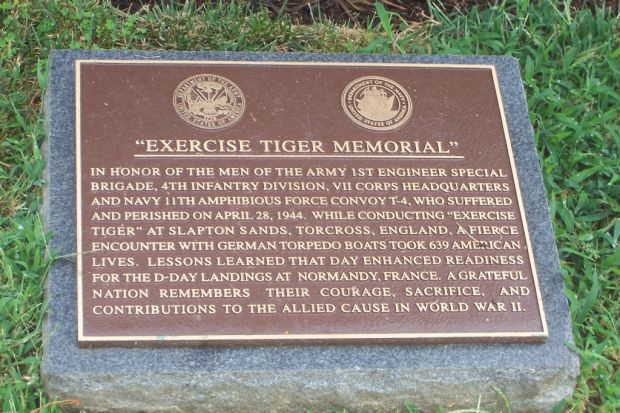 "EXERCISE TIGER MEMORIAL"
IN HONOR OF THE MEN OF THE ARMY 1ST ENGINEER SPECIAL
BRIGADE, 4TH INFANTRY DIVISION, VII CORPS HEADQUARTERS
AND NAVY 11TH AMPHIBIOUS FORCE CONVOY T-4, WHO SUFFERED
AND PERISHED ON APRIL 28, 1944. WHILE CONDUCTING "EXERCISE
TIGER" AT SLAPTON SANDS, TORCROSS, ENGLAND, A FIERCE
ENCOUNTER WITH GERMAN TORPEDO BOATS TOOK 639 AMERICAN
LIVES. LESSONS LEARNED THAT DAY ENHANCED READINESS
FOR THE D-DAY LANDINGS AT NORMANDY, FRANCE. A GRATEFUL
NATION REMEMBERS THEIR COURAGE, SACRIFICE, AND
CONTRIBUTIONS TO THE ALLIED CAUSE IN WORLD WAR II.